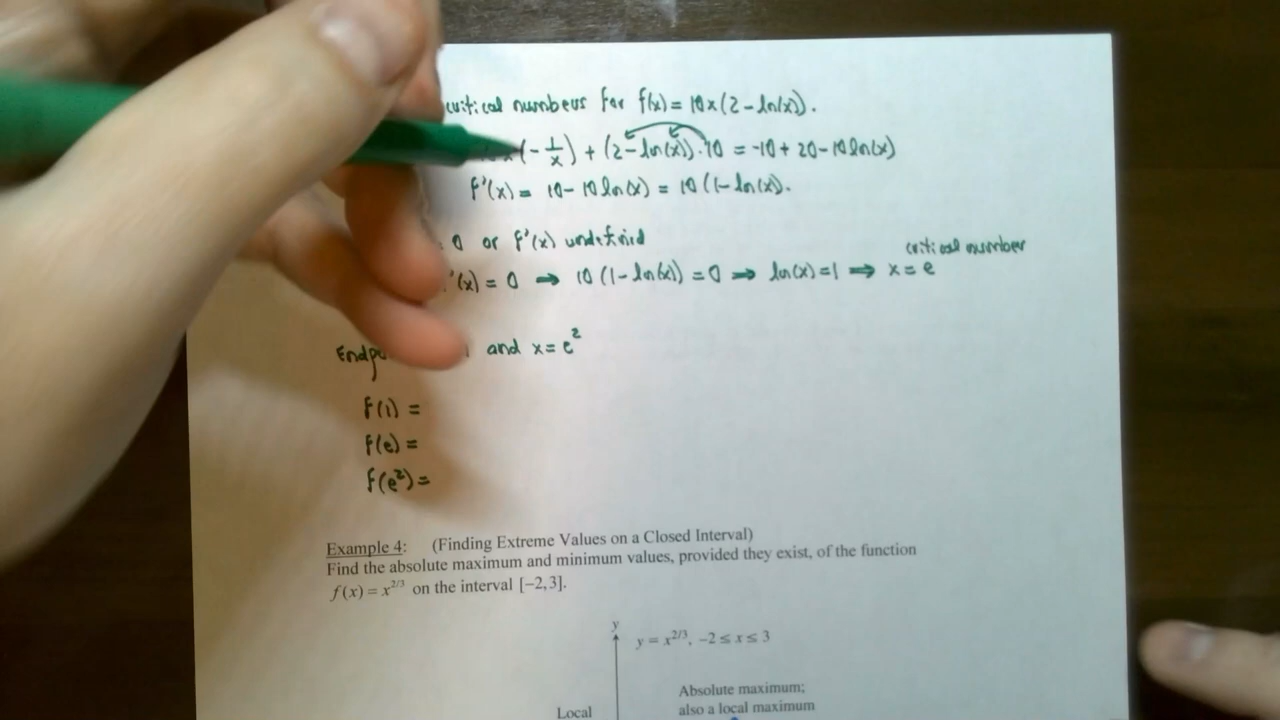 critical numbers for f(x) = 10x(2-ln(x)).
(-1/x) + (2-ln(x))·10 = -10 + 20 - 10ln(x)
f'(x) = 10 - 10ln(x) = 10(1-ln(x).
0 or f'(x) undefined
critical number
'(x) = 0 ⟹ 10(1-ln(x)) = 0 ⟹ ln(x)=1 ⟹ x=e
and x=e²
f(1) =
f(e) =
f(e²) =
Example 4: (Finding Extreme Values on a Closed Interval)
Find the absolute maximum and minimum values, provided they exist, of the function
f(x) = x^2/3 on the interval [−2,3].
y
y = x^2/3, −2 ≤ x ≤ 3
Absolute maximum;
Local also a local maximum